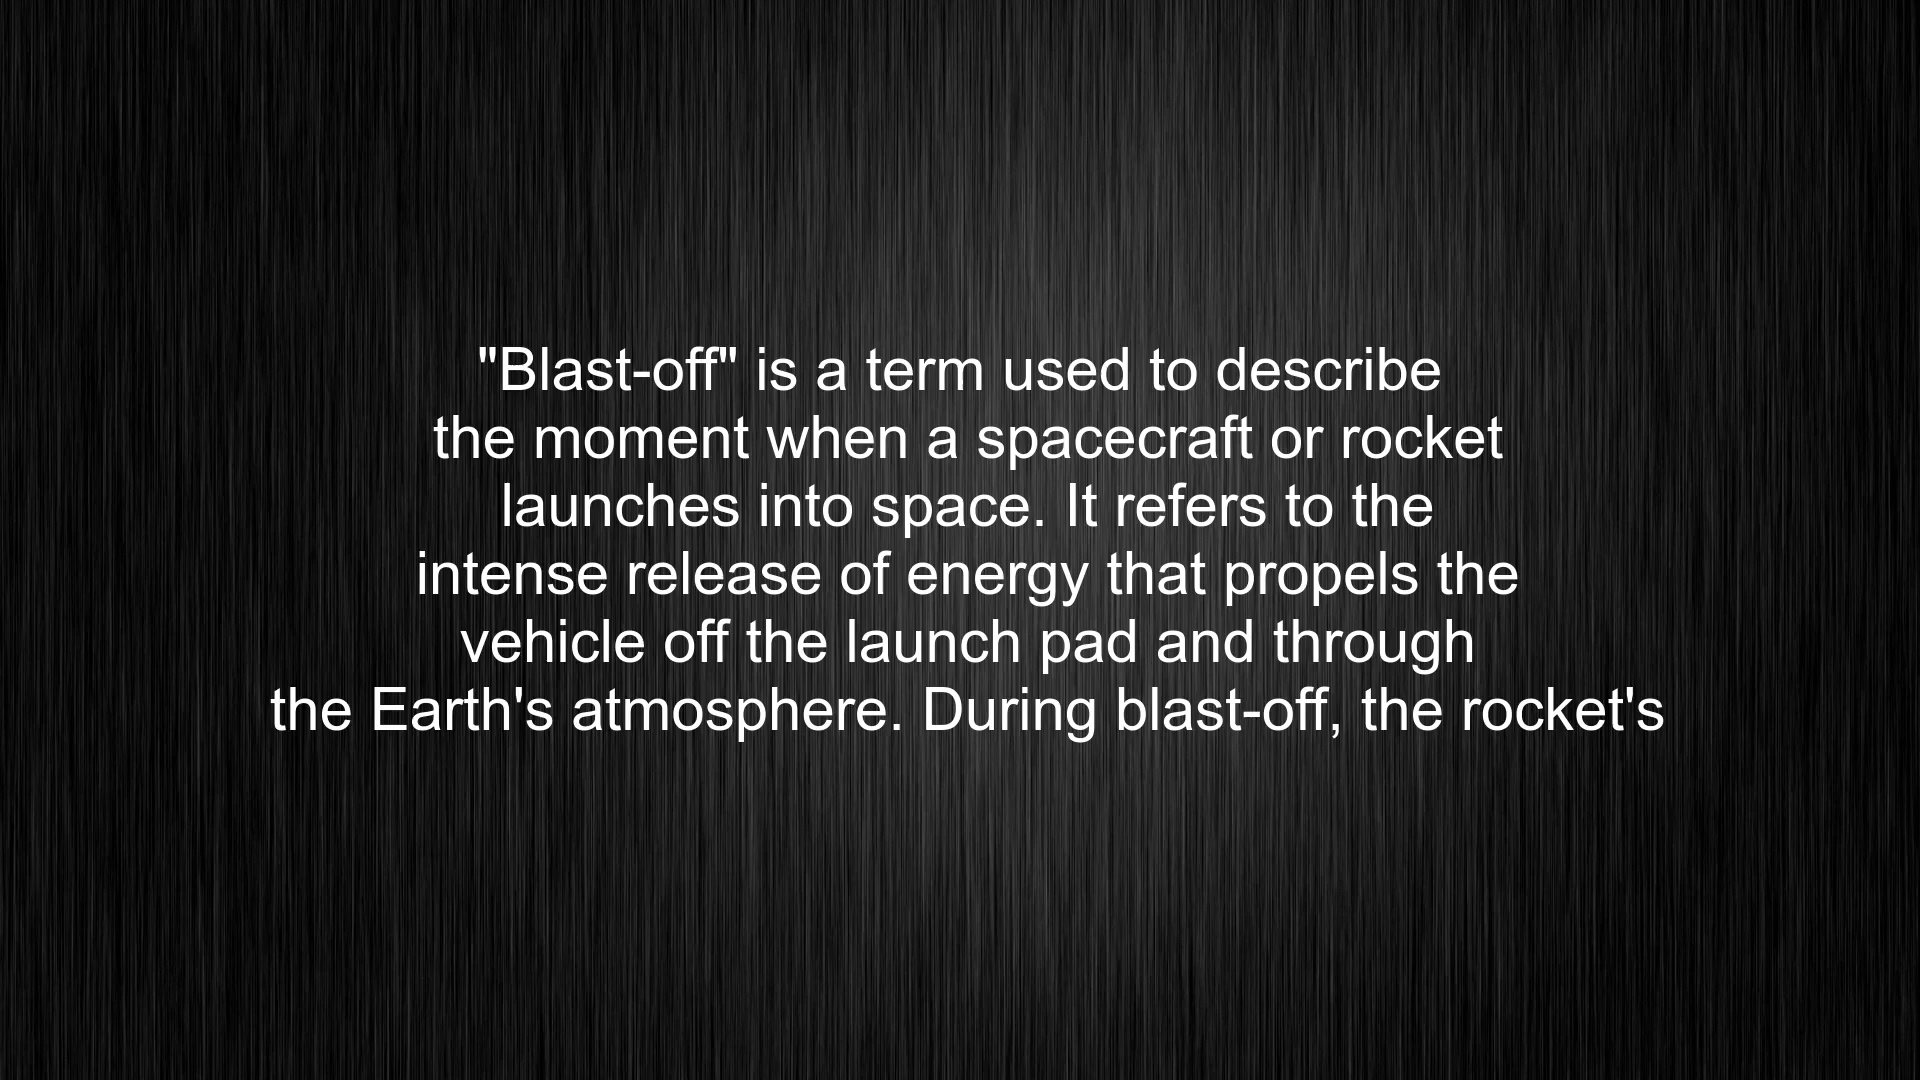 "Blast-off" is a term used to describe
the moment when a spacecraft or rocket
launches into space. It refers to the
intense release of energy that propels the
vehicle off the launch pad and through
the Earth's atmosphere. During blast-off, the rocket's